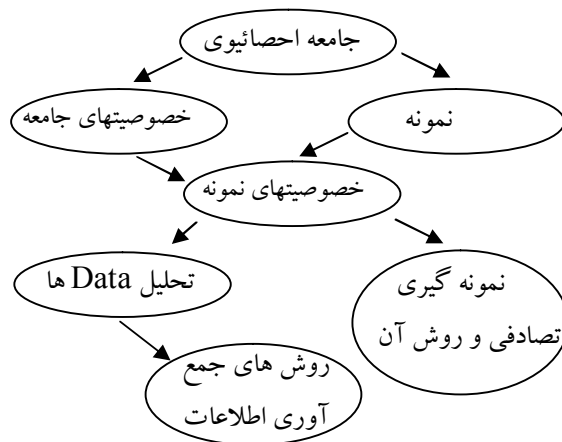 جامعه احصائیوی
خصوصیتهای جامعه
نمونه
خصوصیتهای نمونه
تحلیل Data ها
نمونه گیری
تصادفی و روش آن
روش های جمع
آوری اطلاعات